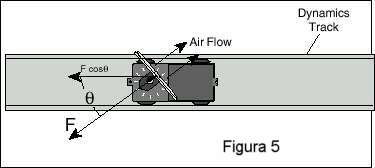 Dynamics
Track
Air Flow
F cosθ
θ
F
Figura 5